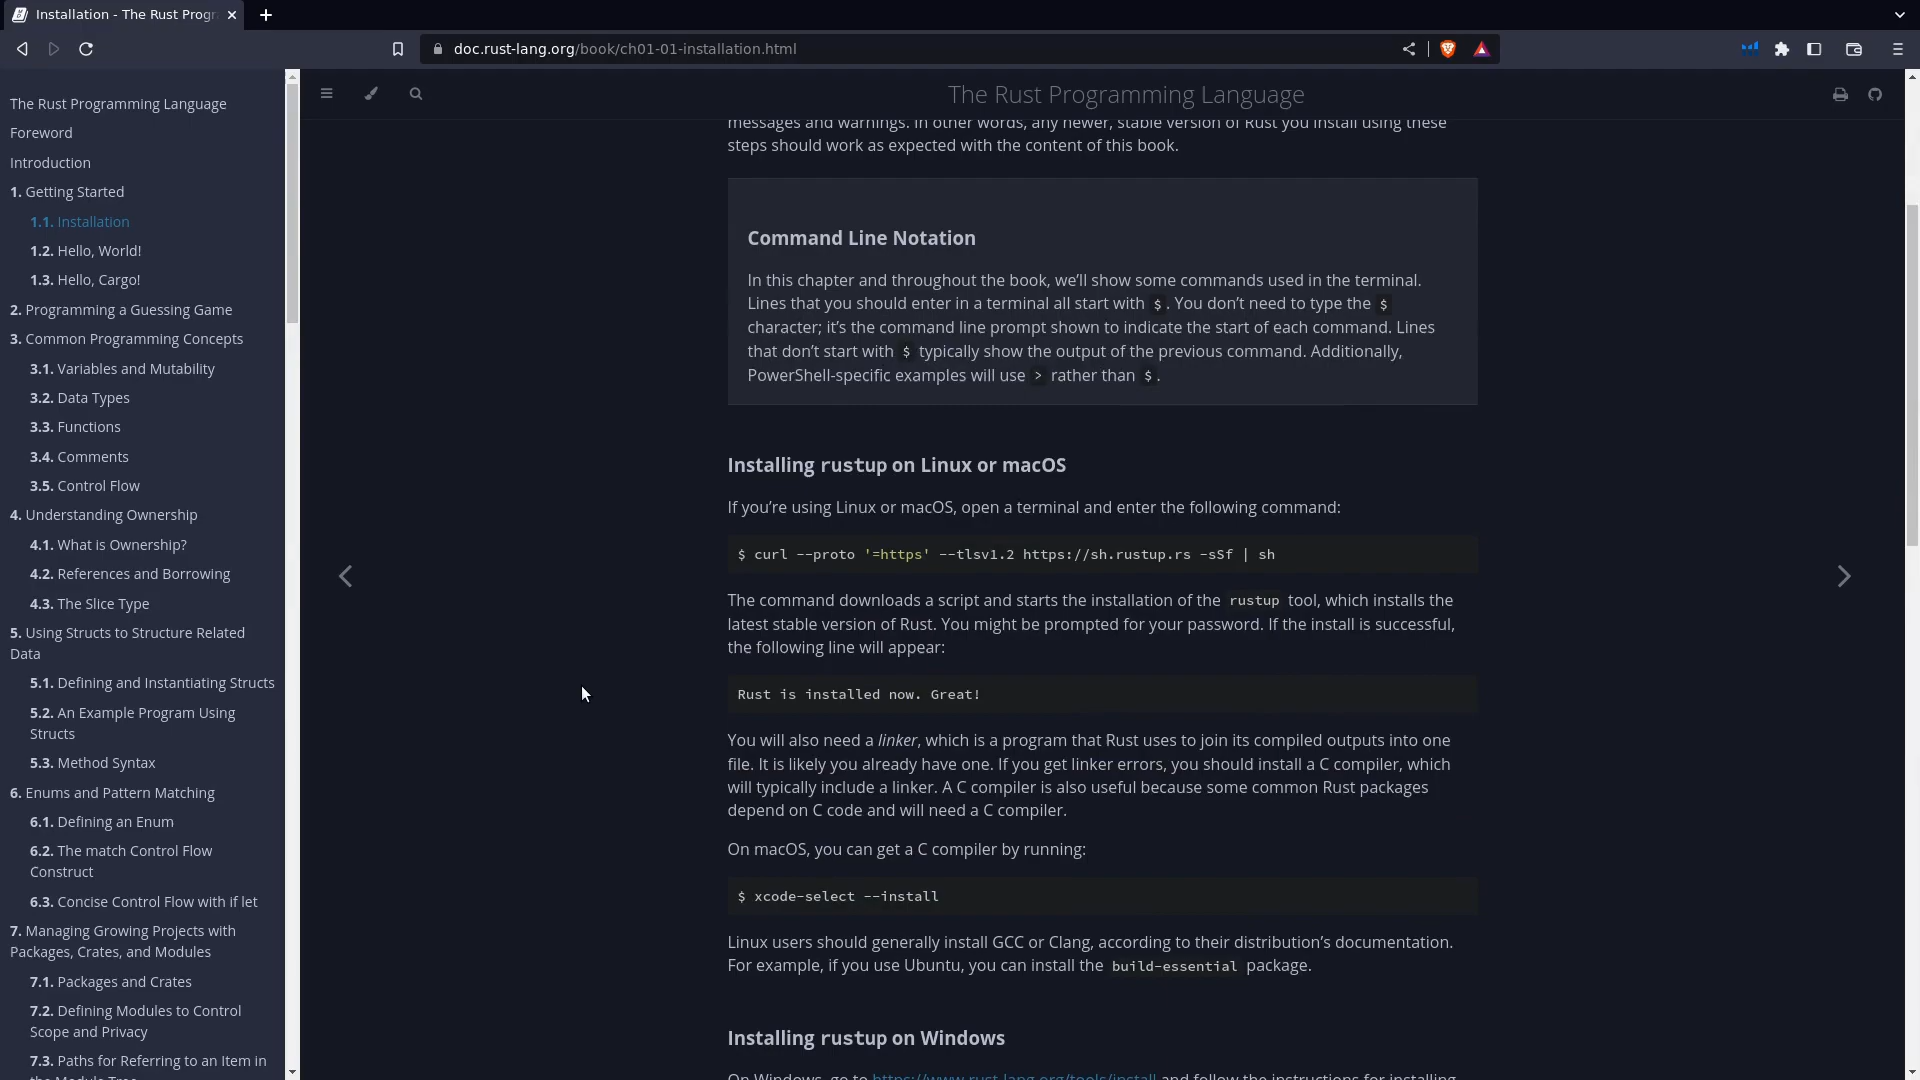 Installation - The Rust Progr
doc.rust-lang.org/book/ch01-01-installation.html
The Rust Programming Language
Foreword
Introduction
1. Getting Started
1.1. Installation
1.2. Hello, World!
1.3. Hello, Cargo!
2. Programming a Guessing Game
3. Common Programming Concepts
3.1. Variables and Mutability
3.2. Data Types
3.3. Functions
3.4. Comments
3.5. Control Flow
4. Understanding Ownership
4.1. What is Ownership?
4.2. References and Borrowing
4.3. The Slice Type
5. Using Structs to Structure Related
Data
5.1. Defining and Instantiating Structs
5.2. An Example Program Using
Structs
5.3. Method Syntax
6. Enums and Pattern Matching
6.1. Defining an Enum
6.2. The match Control Flow
Construct
6.3. Concise Control Flow with if let
7. Managing Growing Projects with
Packages, Crates, and Modules
7.1. Packages and Crates
7.2. Defining Modules to Control
Scope and Privacy
7.3. Paths for Referring to an Item in
the Module Tree
The Rust Programming Language
messages and warnings. In other words, any newer, stable version of Rust you install using these
steps should work as expected with the content of this book.
Command Line Notation
In this chapter and throughout the book, we’ll show some commands used in the terminal.
Lines that you should enter in a terminal all start with $. You don’t need to type the $
character; it’s the command line prompt shown to indicate the start of each command. Lines
that don’t start with $ typically show the output of the previous command. Additionally,
PowerShell-specific examples will use > rather than $.
Installing rustup on Linux or macOS
If you’re using Linux or macOS, open a terminal and enter the following command:
$ curl --proto '=https' --tlsv1.2 https://sh.rustup.rs -sSf | sh
The command downloads a script and starts the installation of the rustup tool, which installs the
latest stable version of Rust. You might be prompted for your password. If the install is successful,
the following line will appear:
Rust is installed now. Great!
You will also need a linker, which is a program that Rust uses to join its compiled outputs into one
file. It is likely you already have one. If you get linker errors, you should install a C compiler, which
will typically include a linker. A C compiler is also useful because some common Rust packages
depend on C code and will need a C compiler.
On macOS, you can get a C compiler by running:
$ xcode-select --install
Linux users should generally install GCC or Clang, according to their distribution’s documentation.
For example, if you use Ubuntu, you can install the build-essential package.
Installing rustup on Windows
On Windows, go to https://www.rust-lang.org/tools/install and follow the instructions for installing